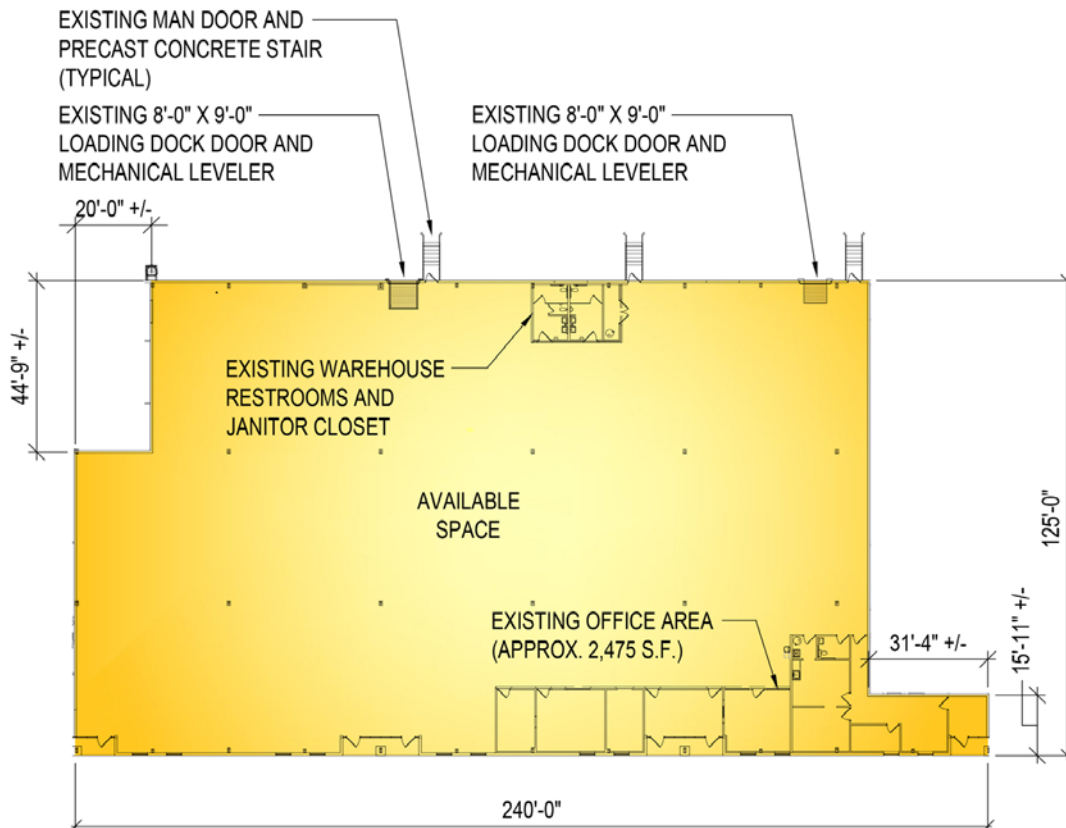 EXISTING MAN DOOR AND
PRECAST CONCRETE STAIR
(TYPICAL)
EXISTING 8'-0" X 9'-0"
LOADING DOCK DOOR AND
MECHANICAL LEVELER
EXISTING 8'-0" X 9'-0"
LOADING DOCK DOOR AND
MECHANICAL LEVELER
20'-0" +/-
44'-9" +/-
EXISTING WAREHOUSE
RESTROOMS AND
JANITOR CLOSET
AVAILABLE
SPACE
125'-0"
EXISTING OFFICE AREA
(APPROX. 2,475 S.F.)
31'-4" +/-
15'-11" +/-
240'-0"